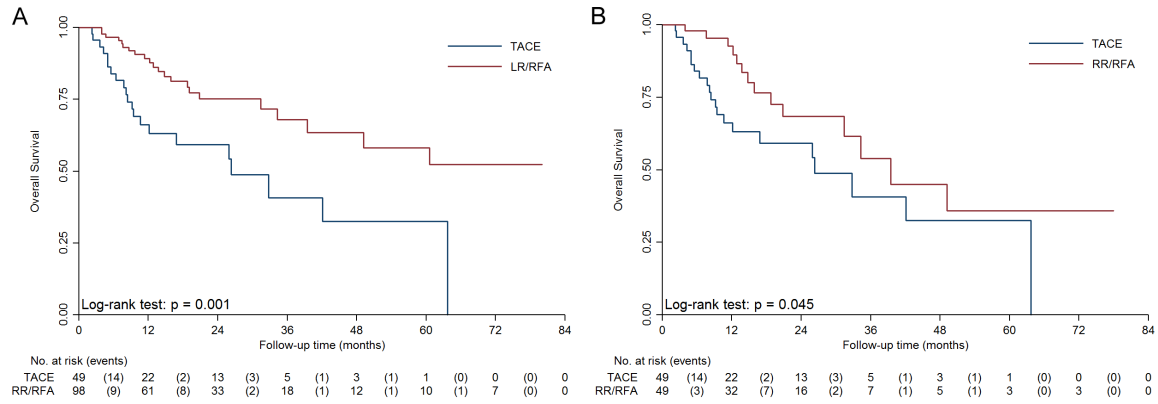 A
1.00
0.75
0.50
0.25
0.00
Overall Survival
TACE
LR/RFA
Log-rank test: p = 0.001
0 12 24 36 48 60 72 84
Follow-up time (months)
No. at risk (events)
TACE 49 (14) 22 (2) 13 (3) 5 (1) 3 (1) 1 (0) 0 (0) 0
RR/RFA 98 (9) 61 (8) 33 (2) 18 (1) 12 (1) 10 (1) 7 (0) 0
B
1.00
0.75
0.50
0.25
0.00
Overall Survival
TACE
RR/RFA
Log-rank test: p = 0.045
0 12 24 36 48 60 72 84
Follow-up time (months)
No. at risk (events)
TACE 49 (14) 22 (2) 13 (3) 5 (1) 3 (1) 1 (0) 0 (0) 0
RR/RFA 49 (3) 32 (7) 16 (2) 7 (1) 5 (1) 3 (0) 3 (0) 0